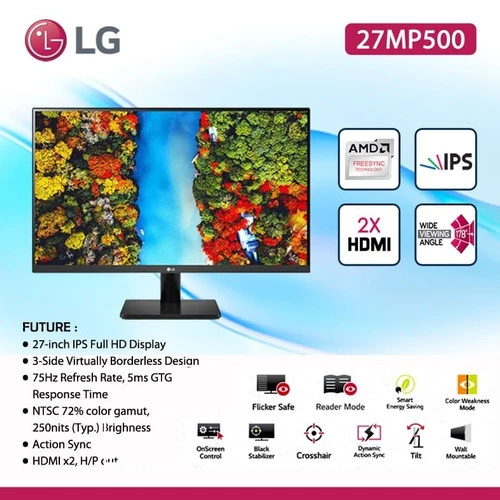 LG
27MP500
AMD
FREESYNC
TECHNOLOGY
IPS
2X
HDMI
WIDE
VIEWING
ANGLE
178°
LG
FUTURE :
• 27-inch IPS Full HD Display
• 3-Side Virtually Borderless Design
• 75Hz Refresh Rate, 5ms GTG
Response Time
• NTSC 72% color gamut,
250nits (Typ.) Brighness
• Action Sync
• HDMI x2, H/P out
Flicker Safe
Reader Mode
Smart
Energy Saving
Color Weakness
Mode
OnScreen
Control
Black
Stabilizer
Crosshair
Dynamic
Action Sync
Tilt
Wall
Mountable